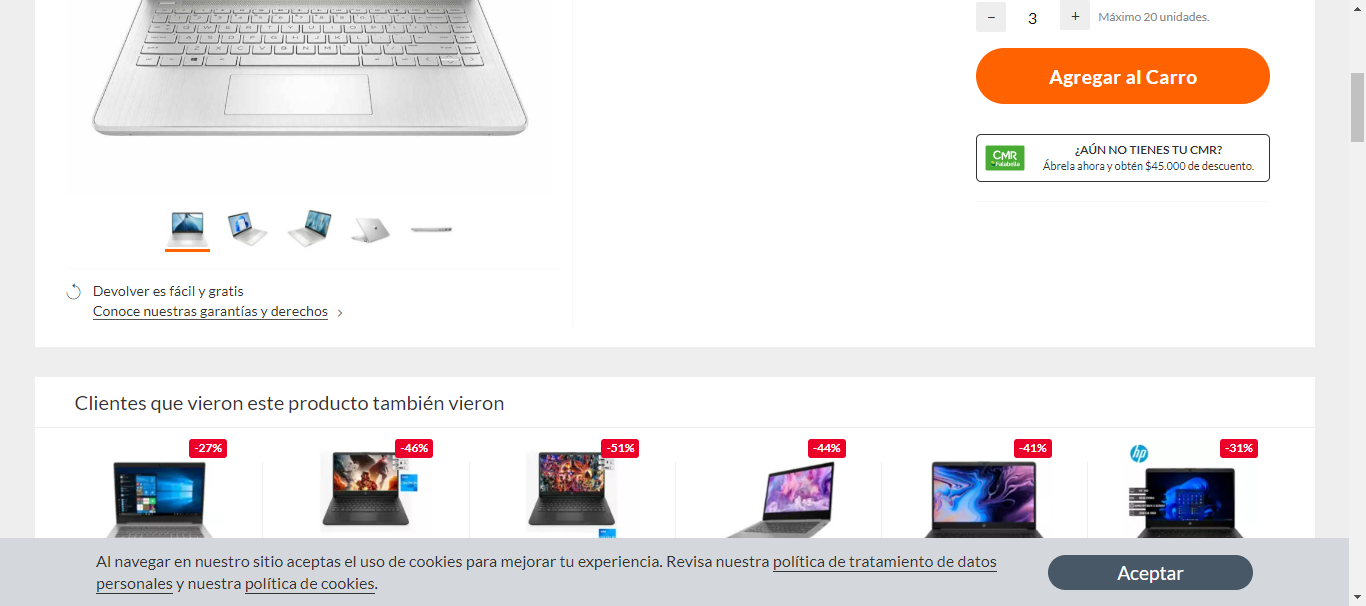 − 3 + Máximo 20 unidades.
Agregar al Carro
CMR
Falabella
¿AÚN NO TIENES TU CMR?
Ábrela ahora y obtén $45.000 de descuento.
Devolver es fácil y gratis
Conoce nuestras garantías y derechos
Clientes que vieron este producto también vieron
-27%
-46%
-51%
-44%
-41%
-31%
hp
Al navegar en nuestro sitio aceptas el uso de cookies para mejorar tu experiencia. Revisa nuestra política de tratamiento de datos
personales y nuestra política de cookies.
Aceptar